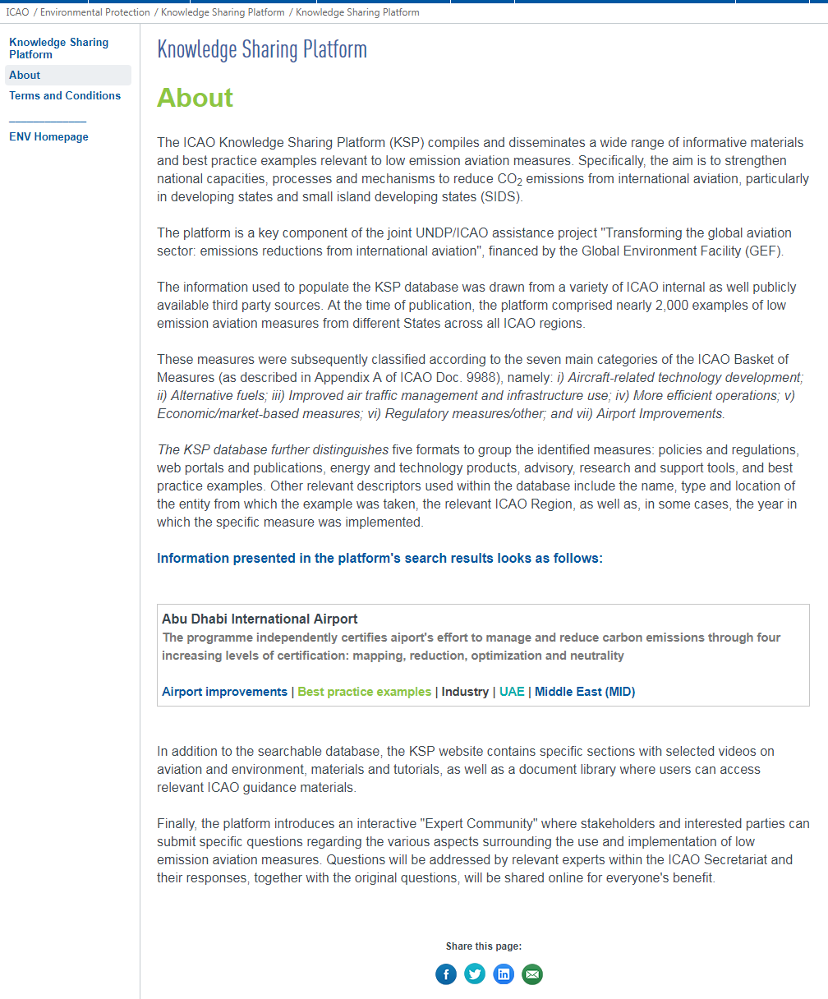 ICAO / Environmental Protection / Knowledge Sharing Platform / Knowledge Sharing Platform
Knowledge Sharing
Platform
About
Terms and Conditions
_____________
ENV Homepage
Knowledge Sharing Platform
About
The ICAO Knowledge Sharing Platform (KSP) compiles and disseminates a wide range of informative materials
and best practice examples relevant to low emission aviation measures. Specifically, the aim is to strengthen
national capacities, processes and mechanisms to reduce CO2 emissions from international aviation, particularly
in developing states and small island developing states (SIDS).
The platform is a key component of the joint UNDP/ICAO assistance project "Transforming the global aviation
sector: emissions reductions from international aviation", financed by the Global Environment Facility (GEF).
The information used to populate the KSP database was drawn from a variety of ICAO internal as well publicly
available third party sources. At the time of publication, the platform comprised nearly 2,000 examples of low
emission aviation measures from different States across all ICAO regions.
These measures were subsequently classified according to the seven main categories of the ICAO Basket of
Measures (as described in Appendix A of ICAO Doc. 9988), namely: i) Aircraft-related technology development;
ii) Alternative fuels; iii) Improved air traffic management and infrastructure use; iv) More efficient operations; v)
Economic/market-based measures; vi) Regulatory measures/other; and vii) Airport Improvements.
The KSP database further distinguishes five formats to group the identified measures: policies and regulations,
web portals and publications, energy and technology products, advisory, research and support tools, and best
practice examples. Other relevant descriptors used within the database include the name, type and location of
the entity from which the example was taken, the relevant ICAO Region, as well as, in some cases, the year in
which the specific measure was implemented.
Information presented in the platform's search results looks as follows:
Abu Dhabi International Airport
The programme independently certifies aiport's effort to manage and reduce carbon emissions through four
increasing levels of certification: mapping, reduction, optimization and neutrality
Airport improvements | Best practice examples | Industry | UAE | Middle East (MID)
In addition to the searchable database, the KSP website contains specific sections with selected videos on
aviation and environment, materials and tutorials, as well as a document library where users can access
relevant ICAO guidance materials.
Finally, the platform introduces an interactive "Expert Community" where stakeholders and interested parties can
submit specific questions regarding the various aspects surrounding the use and implementation of low
emission aviation measures. Questions will be addressed by relevant experts within the ICAO Secretariat and
their responses, together with the original questions, will be shared online for everyone's benefit.
Share this page: